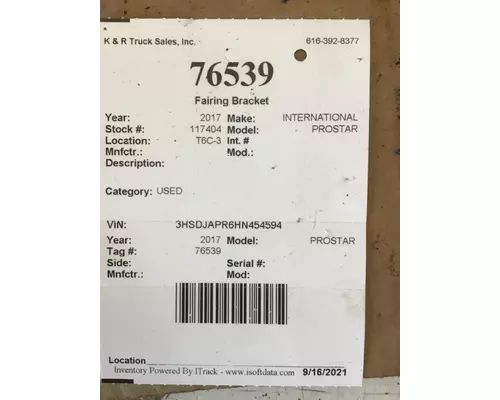 K & R Truck Sales, Inc. 616-392-8377
76539
Fairing Bracket
Year: 2017 Make: INTERNATIONAL
Stock #: 117404 Model: PROSTAR
Location: T6C-3 Int. #
Mnfctr.: Mod.:
Description:
Category: USED
VIN: 3HSDJAPR6HN454594
Year: 2017 Model: PROSTAR
Tag #: 76539
Side: Serial #:
Mnfctr.: Mod:
Location
Inventory Powered By ITrack - www.isoftdata.com 9/16/2021